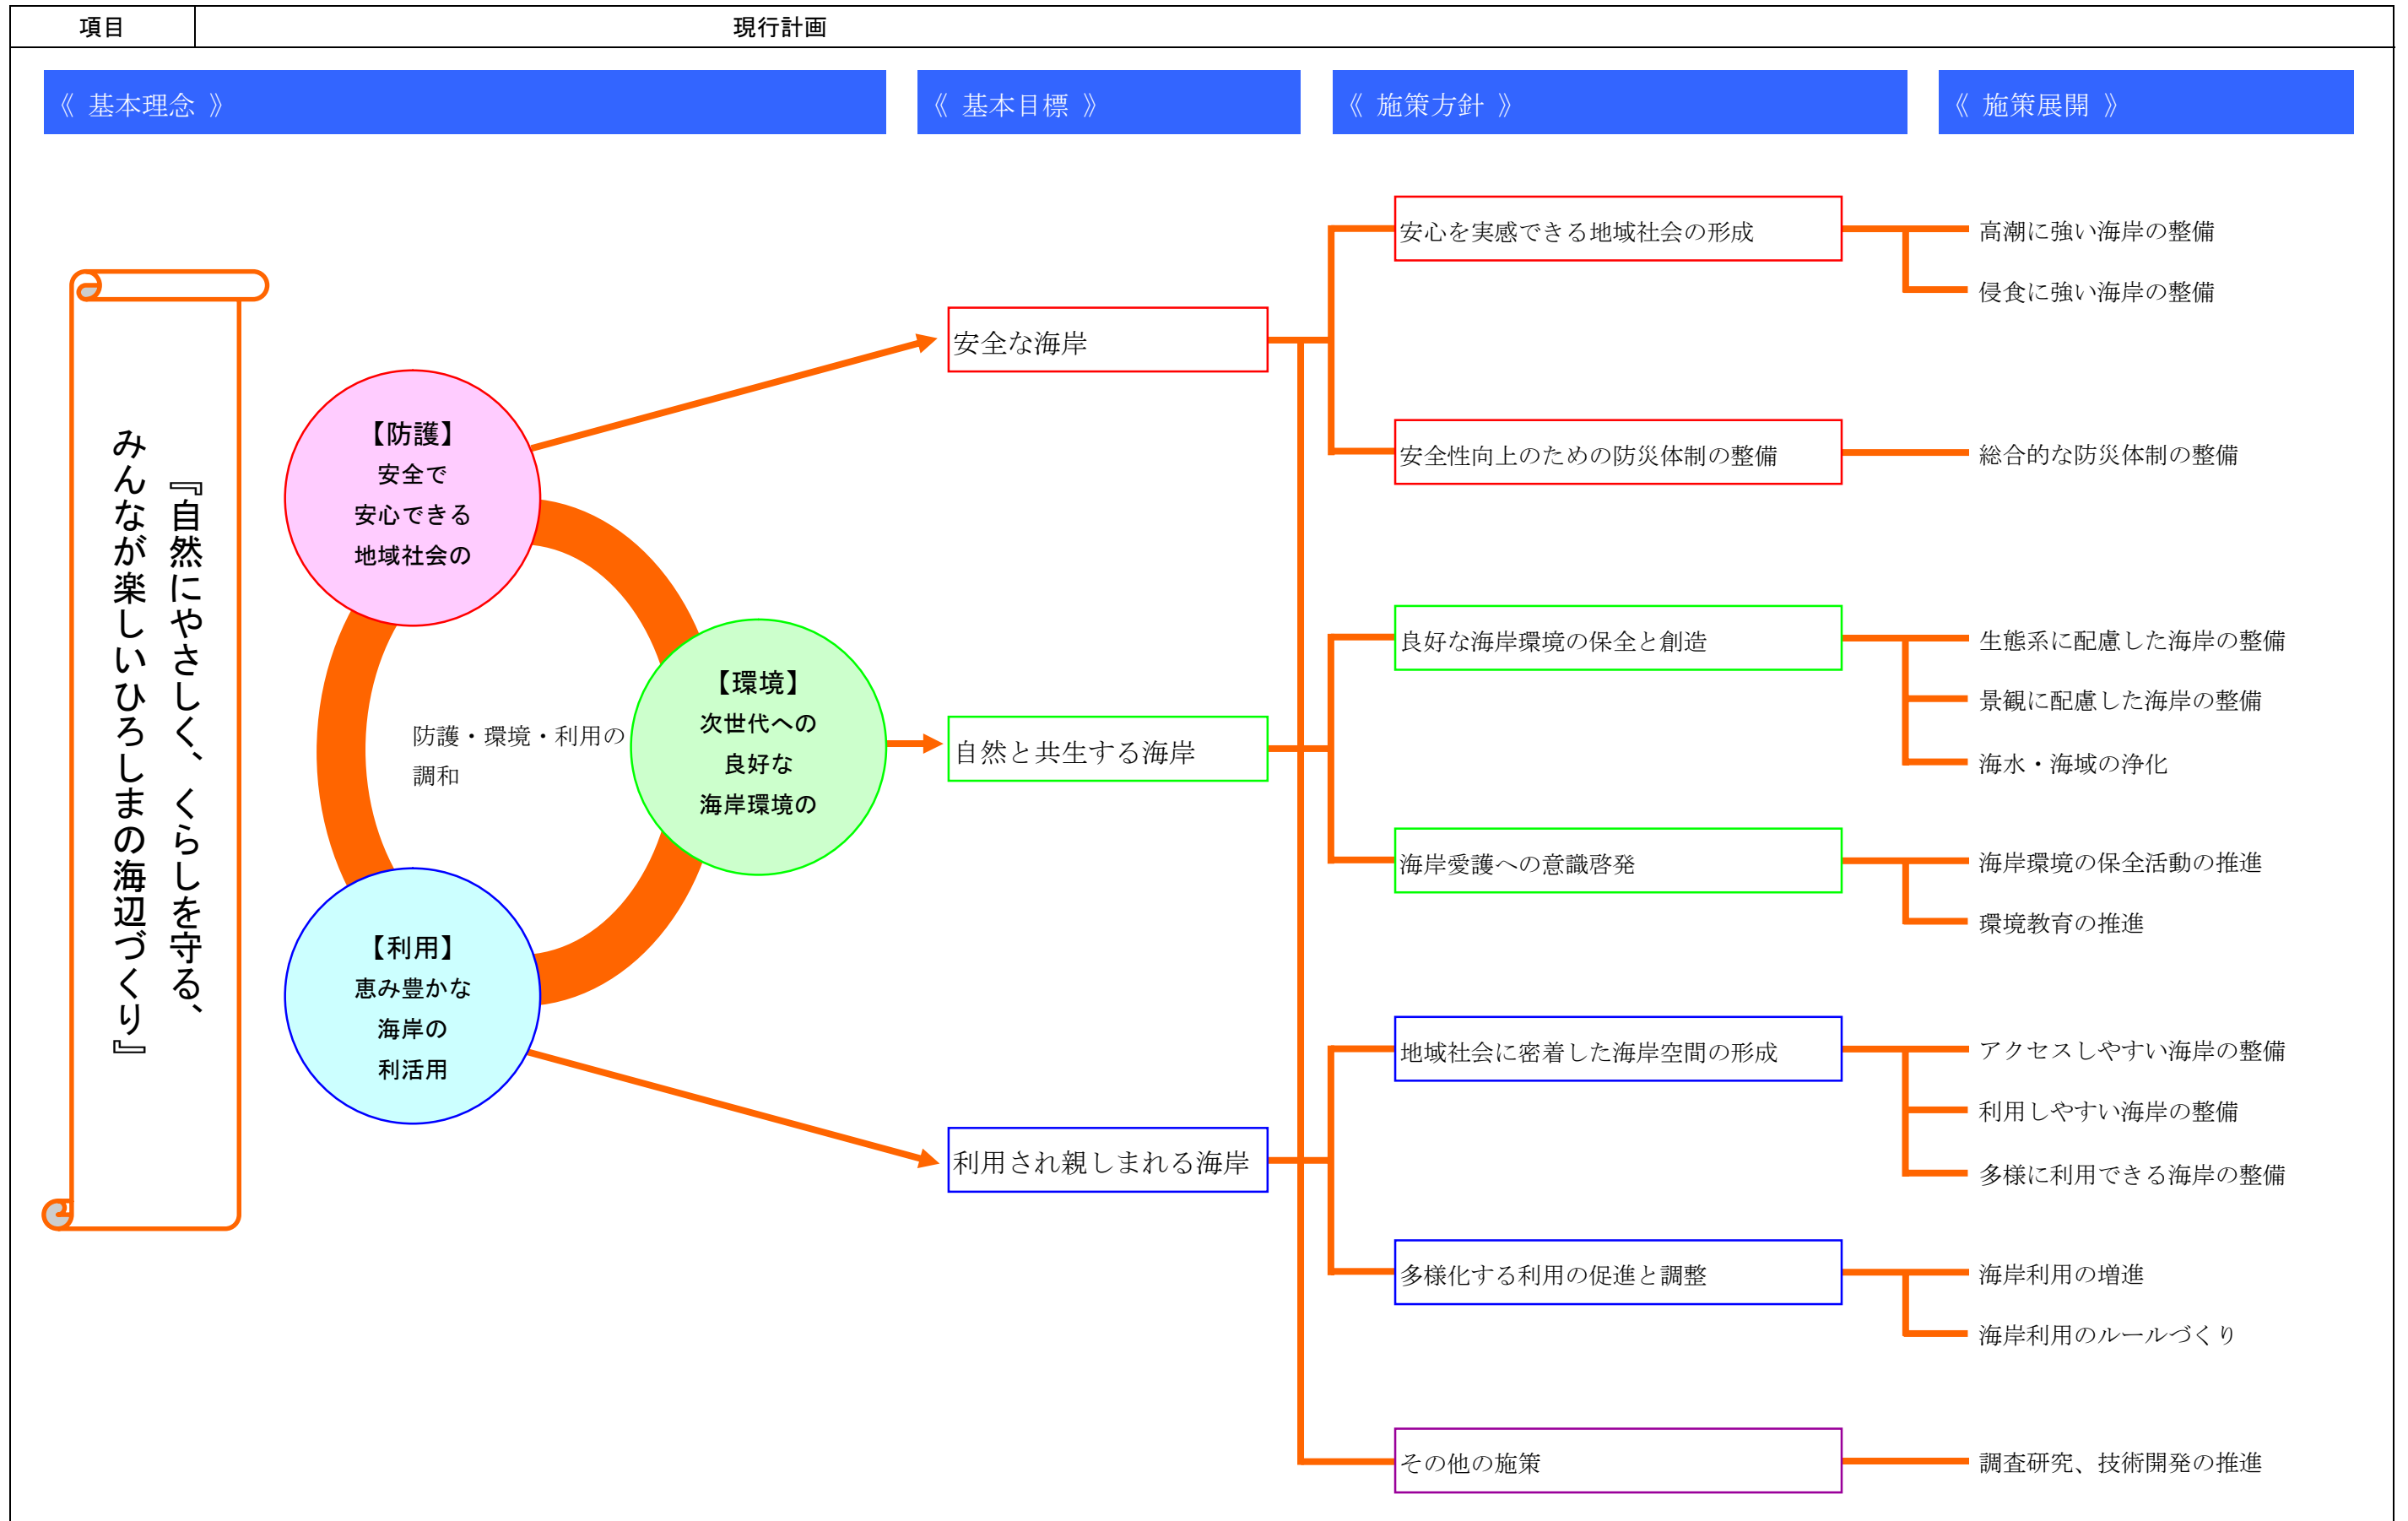 項目
現行計画
《 基本理念 》
《 基本目標 》
《 施策方針 》
《 施策展開 》
『自然にやさしく、くらしを守る、
みんなが楽しいひろしまの海辺づくり』
【防護】
安全で
安心できる
地域社会の
【環境】
次世代への
良好な
海岸環境の
防護・環境・利用の
調和
【利用】
恵み豊かな
海岸の
利活用
安全な海岸
自然と共生する海岸
利用され親しまれる海岸
安心を実感できる地域社会の形成
高潮に強い海岸の整備
侵食に強い海岸の整備
安全性向上のための防災体制の整備
総合的な防災体制の整備
良好な海岸環境の保全と創造
生態系に配慮した海岸の整備
景観に配慮した海岸の整備
海水・海域の浄化
海岸愛護への意識啓発
海岸環境の保全活動の推進
環境教育の推進
地域社会に密着した海岸空間の形成
アクセスしやすい海岸の整備
利用しやすい海岸の整備
多様に利用できる海岸の整備
多様化する利用の促進と調整
海岸利用の増進
海岸利用のルールづくり
その他の施策
調査研究、技術開発の推進